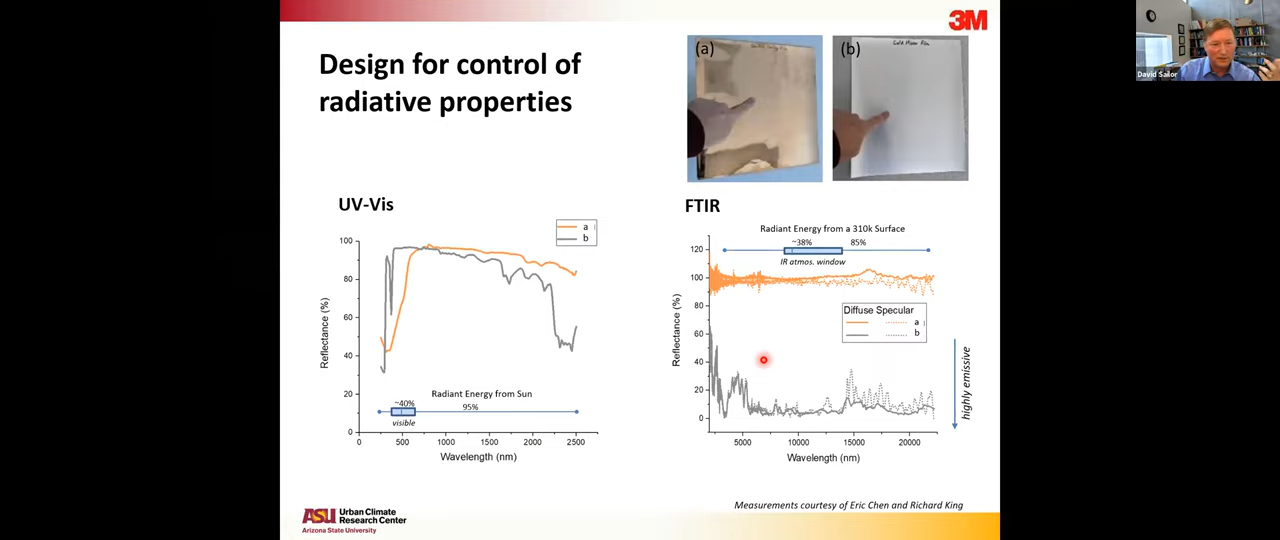 3M
Design for control of
radiative properties
(a)
(b)
Cold Mirror Film
David Sailor
UV-Vis
a
b
100
80
60
40
20
0
Reflectance (%)
Radiant Energy from Sun
~40%
95%
visible
0
500
1000
1500
2000
2500
Wavelength (nm)
FTIR
Radiant Energy from a 310k Surface
~38%
85%
IR atmos. window
120
100
80
60
40
20
0
Reflectance (%)
Diffuse Specular
a
b
highly emissive
5000
10000
15000
20000
Wavelength (nm)
Measurements courtesy of Eric Chen and Richard King
ASU Urban Climate
Research Center
Arizona State University